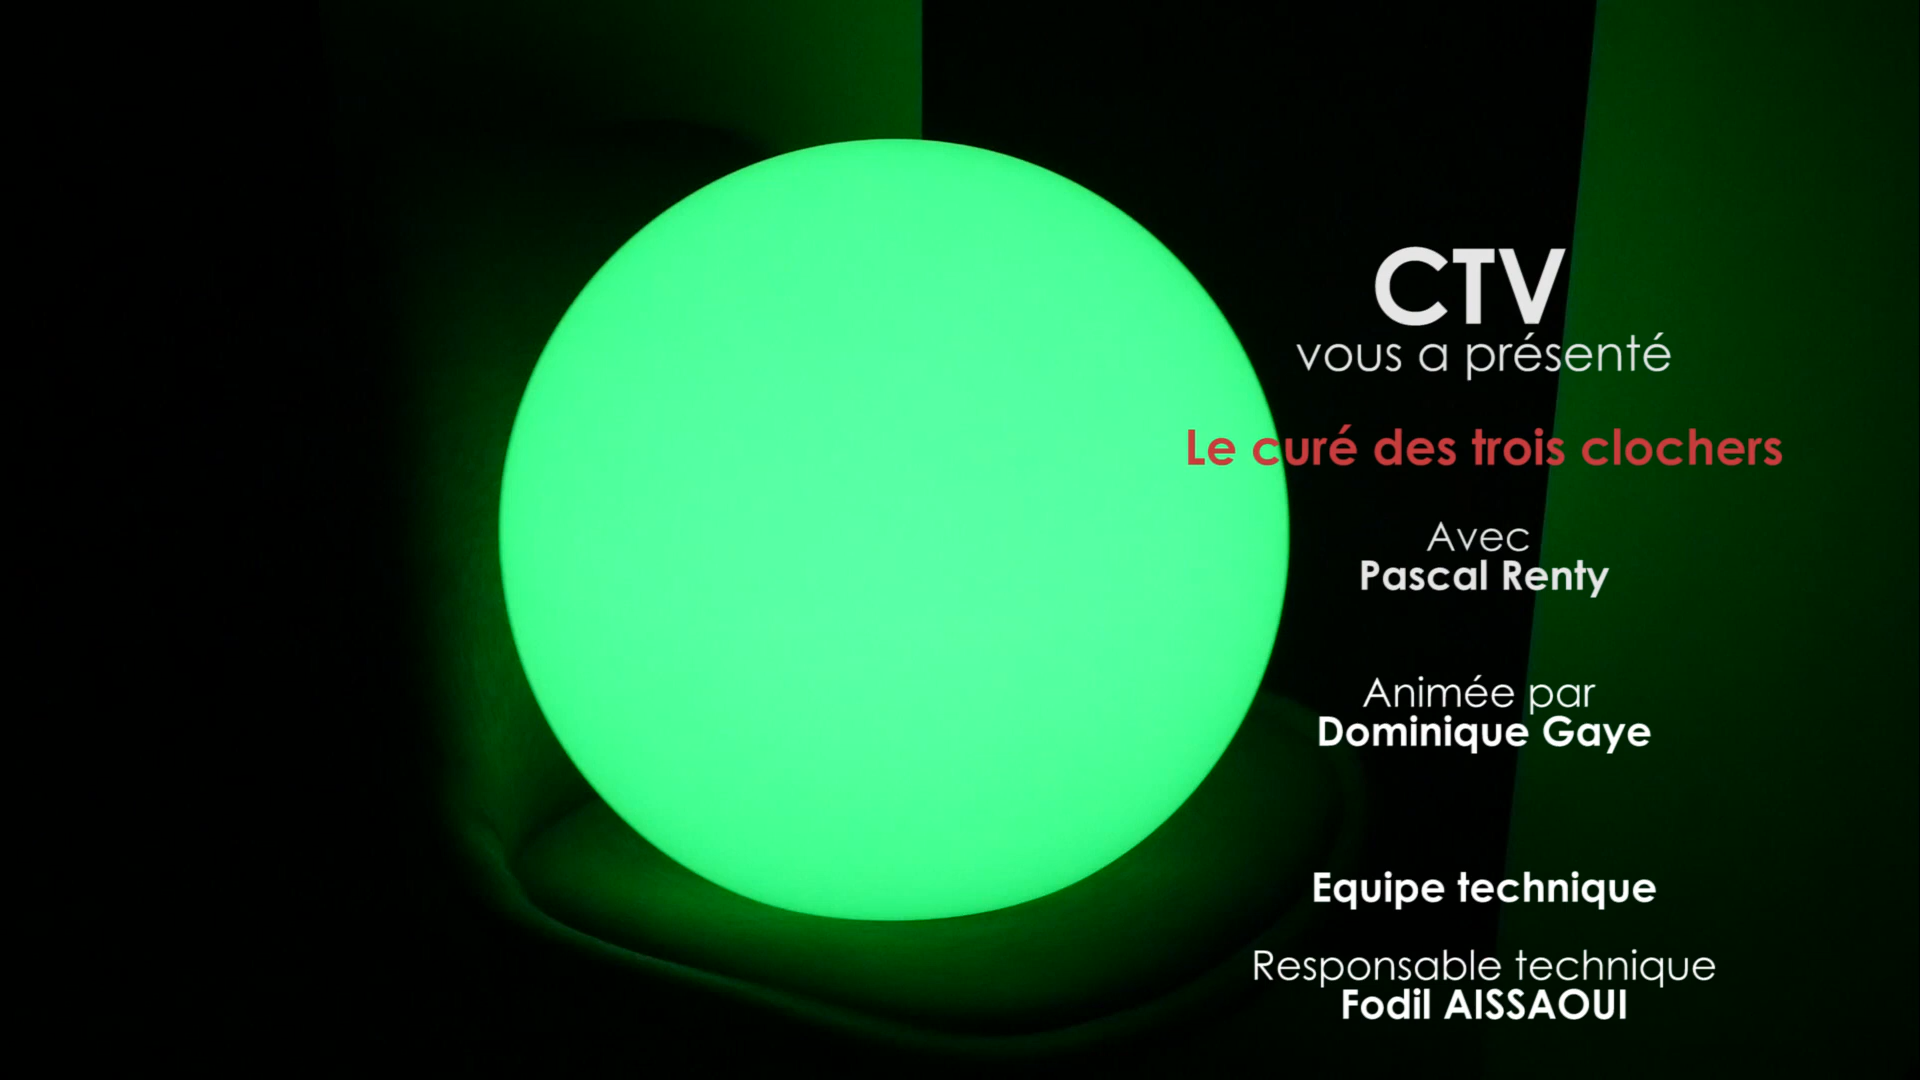 CTV
vous a présenté
Le curé des trois clochers
Avec
Pascal Renty
Animée par
Dominique Gaye
Equipe technique
Responsable technique
Fodil AISSAOUI